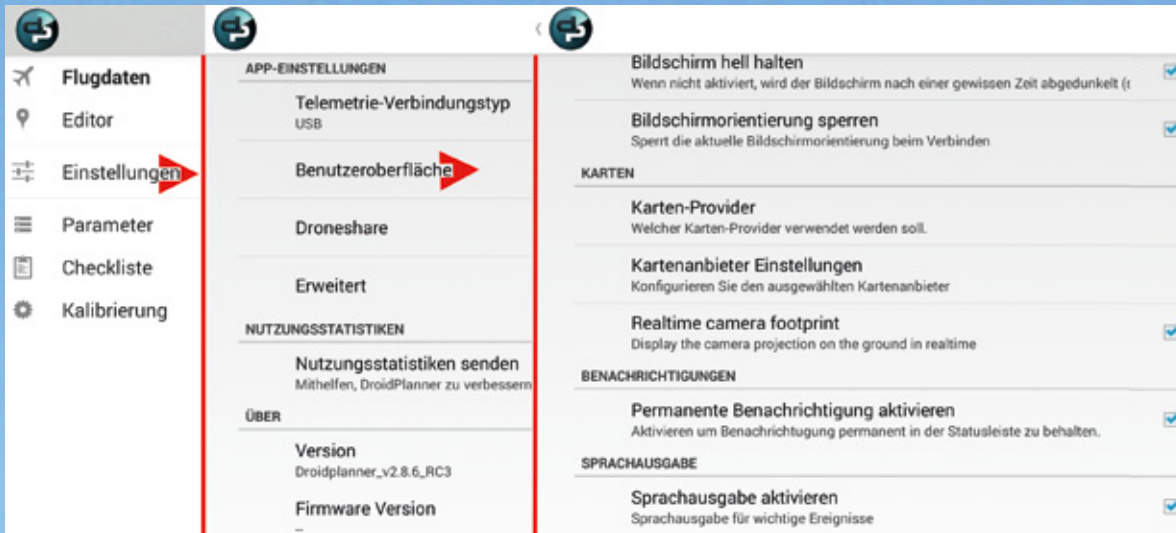 Flugdaten
Editor
Einstellungen
Parameter
Checkliste
Kalibrierung
APP-EINSTELLUNGEN
Telemetrie-Verbindungstyp
USB
Benutzeroberfläche
Droneshare
Erweitert
NUTZUNGSSTATISTIKEN
Nutzungsstatistiken senden
Mithelfen, DroidPlanner zu verbessern
ÜBER
Version
Droidplanner_v2.8.6_RC3
Firmware Version
Bildschirm hell halten
Wenn nicht aktiviert, wird der Bildschirm nach einer gewissen Zeit abgedunkelt (s
Bildschirmorientierung sperren
Sperrt die aktuelle Bildschirmorientierung beim Verbinden
KARTEN
Karten-Provider
Welcher Karten-Provider verwendet werden soll.
Kartenanbieter Einstellungen
Konfigurieren Sie den ausgewählten Kartenanbieter
Realtime camera footprint
Display the camera projection on the ground in realtime
BENACHRICHTIGUNGEN
Permanente Benachrichtigung aktivieren
Aktivieren um Benachrichtugung permanent in der Statusleiste zu behalten.
SPRACHAUSGABE
Sprachausgabe aktivieren
Sprachausgabe für wichtige Ereignisse